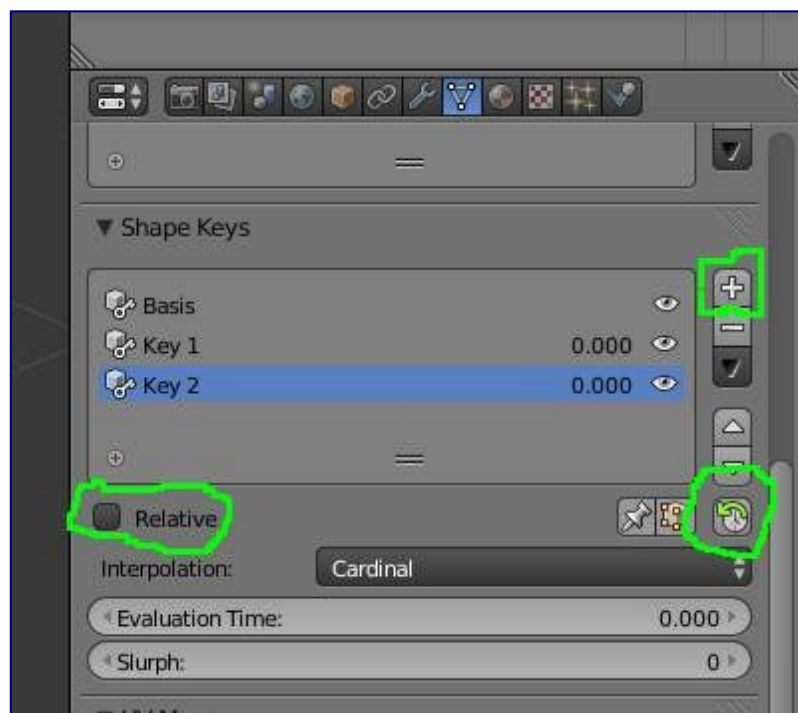 Shape Keys
Basis
Key 1 0.000
Key 2 0.000
Relative
Interpolation: Cardinal
Evaluation Time: 0.000
Slurph: 0